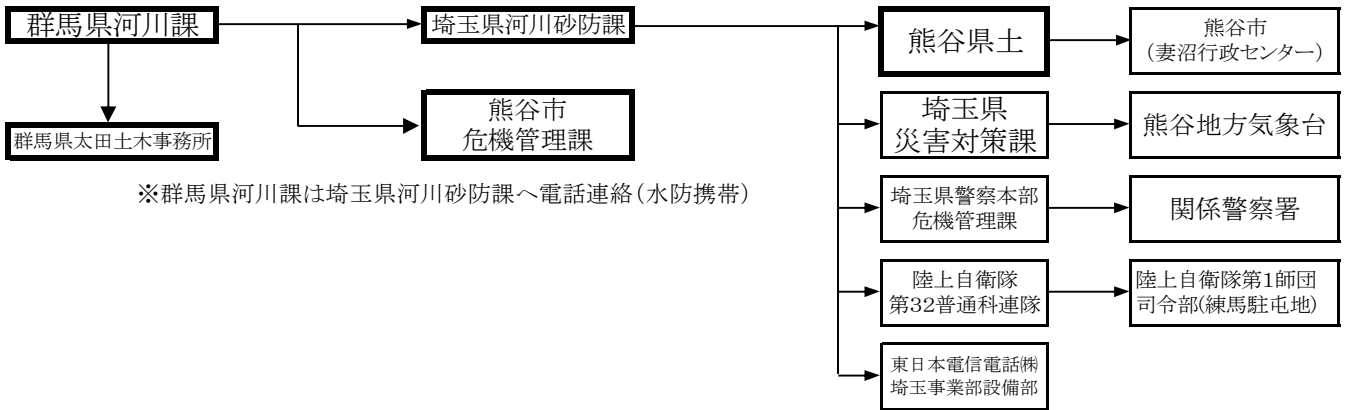 群馬県河川課
埼玉県河川砂防課
熊谷県土
熊谷市
(妻沼行政センター)
群馬県太田土木事務所
熊谷市
危機管理課
埼玉県
災害対策課
熊谷地方気象台
※群馬県河川課は埼玉県河川砂防課へ電話連絡(水防携帯)
埼玉県警察本部
危機管理課
関係警察署
陸上自衛隊
第32普通科連隊
陸上自衛隊第1師団
司令部(練馬駐屯地)
東日本電信電話㈱
埼玉事業部設備部